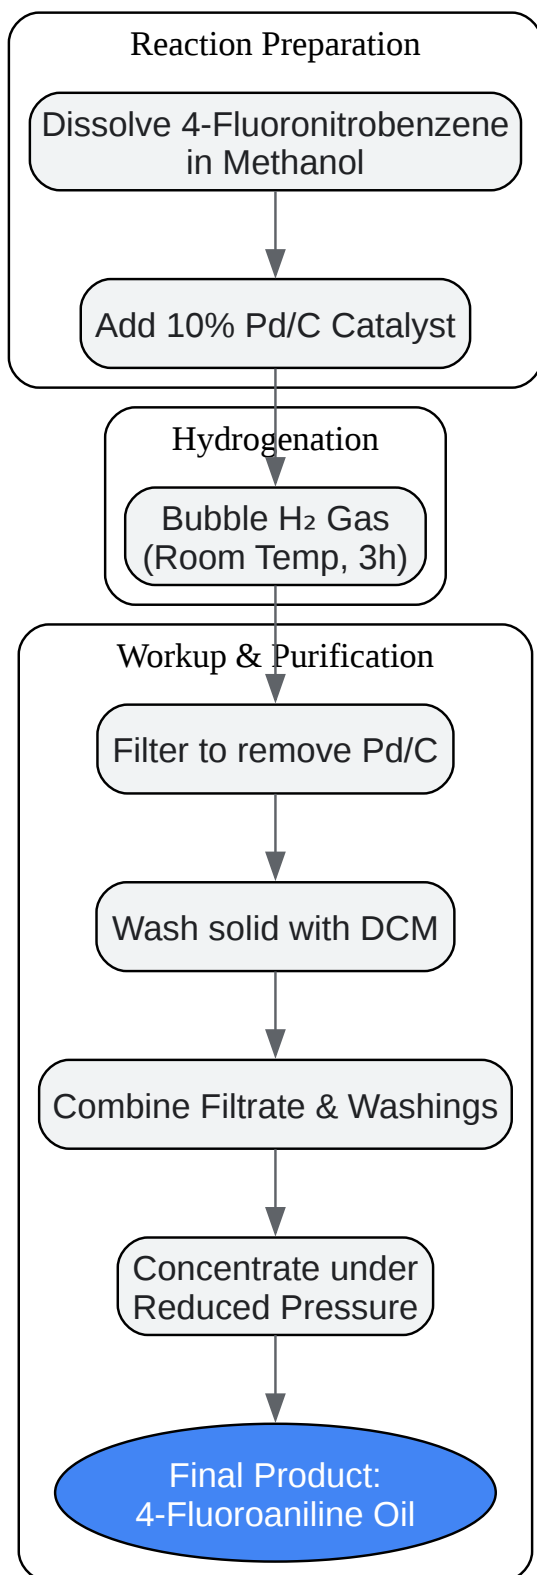 Reaction Preparation
Dissolve 4-Fluoronitrobenzene
in Methanol
Add 10% Pd/C Catalyst
Hydrogenation
Bubble H₂ Gas
(Room Temp, 3h)
Workup & Purification
Filter to remove Pd/C
Wash solid with DCM
Combine Filtrate & Washings
Concentrate under
Reduced Pressure
Final Product:
4-Fluoroaniline Oil